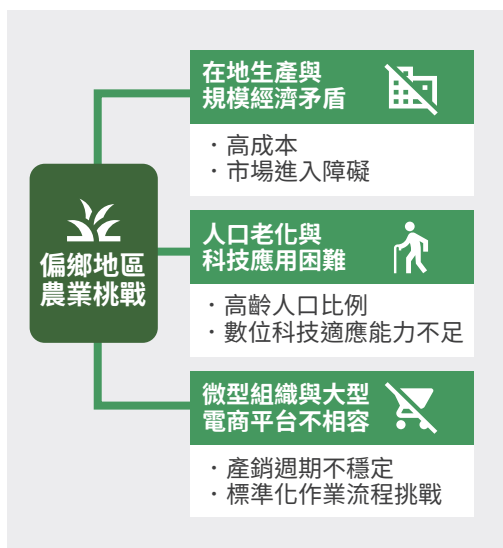 偏鄉地區
農業桃戰
在地生產與
規模經濟矛盾
・高成本
・市場進入障礙
人口老化與
科技應用困難
・高齡人口比例
・數位科技適應能力不足
微型組織與大型
電商平台不相容
・產銷週期不穩定
・標準化作業流程挑戰